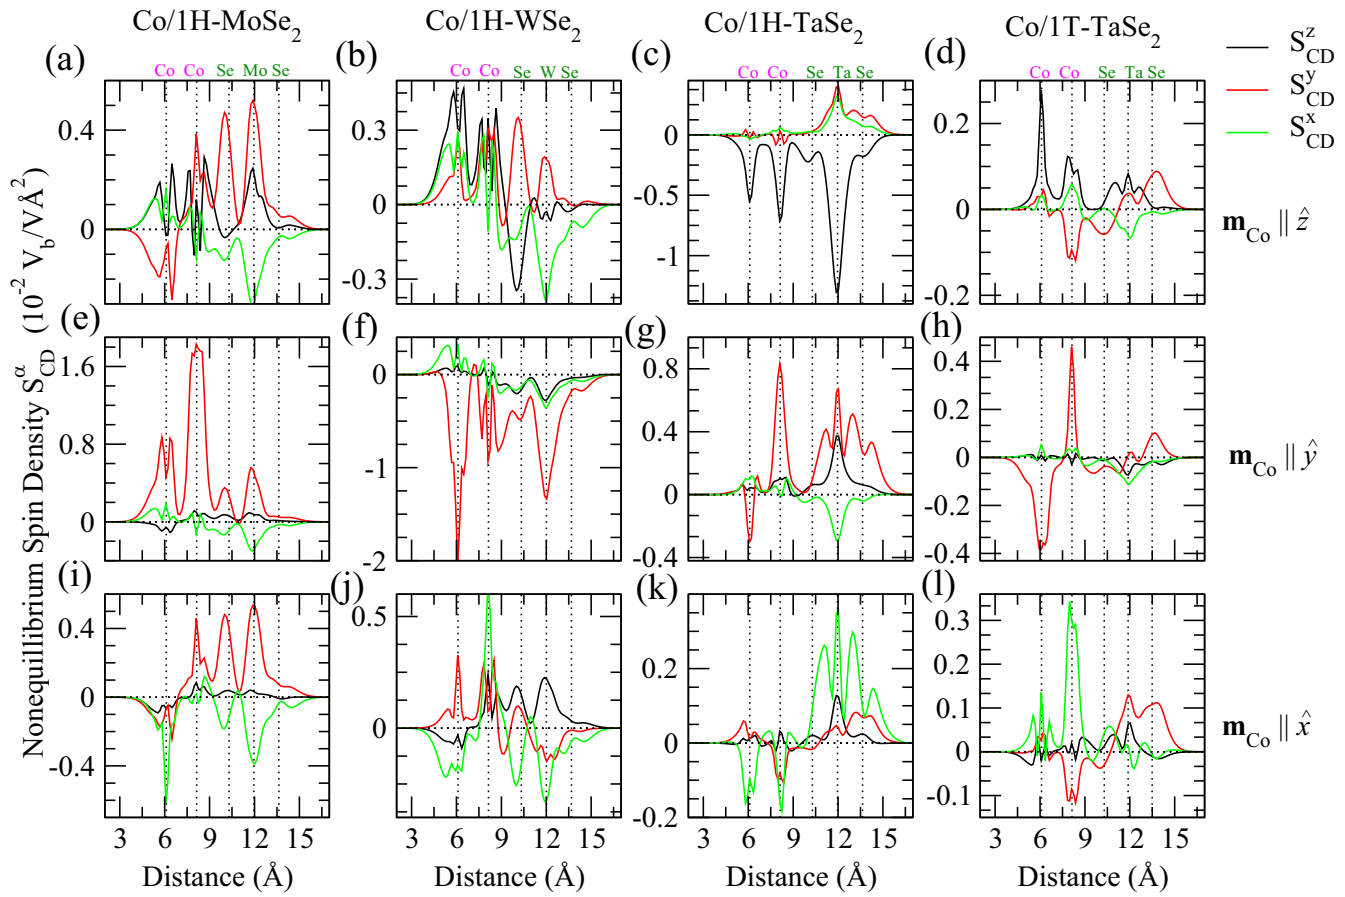 Co/1H-MoSe2 Co/1H-WSe2 Co/1H-TaSe2 Co/1T-TaSe2
(a) (b) (c) (d)
Co Co Se Mo Se
Co Co Se W Se
Co Co Se Ta Se
Co Co Se Ta Se
S^z_CD
S^y_CD
S^x_CD
0.4
0
0.3
0
-0.3
0
-0.5
-1
0.2
0
-0.2
m_Co || ẑ
Nonequillibrium Spin Density S^α_CD (10^-2 V_b/VÅ^2)
(e) (f) (g) (h)
1.6
0.8
0
0
-1
-2
0.8
0.4
0
-0.4
0.4
0.2
0
-0.2
-0.4
m_Co || ŷ
(i) (j) (k) (l)
0.4
0
-0.4
0.5
0
0.2
0
-0.2
0.3
0.2
0.1
0
-0.1
m_Co || x̂
3 6 9 12 15 3 6 9 12 15 3 6 9 12 15 3 6 9 12 15
Distance (Å) Distance (Å) Distance (Å) Distance (Å)